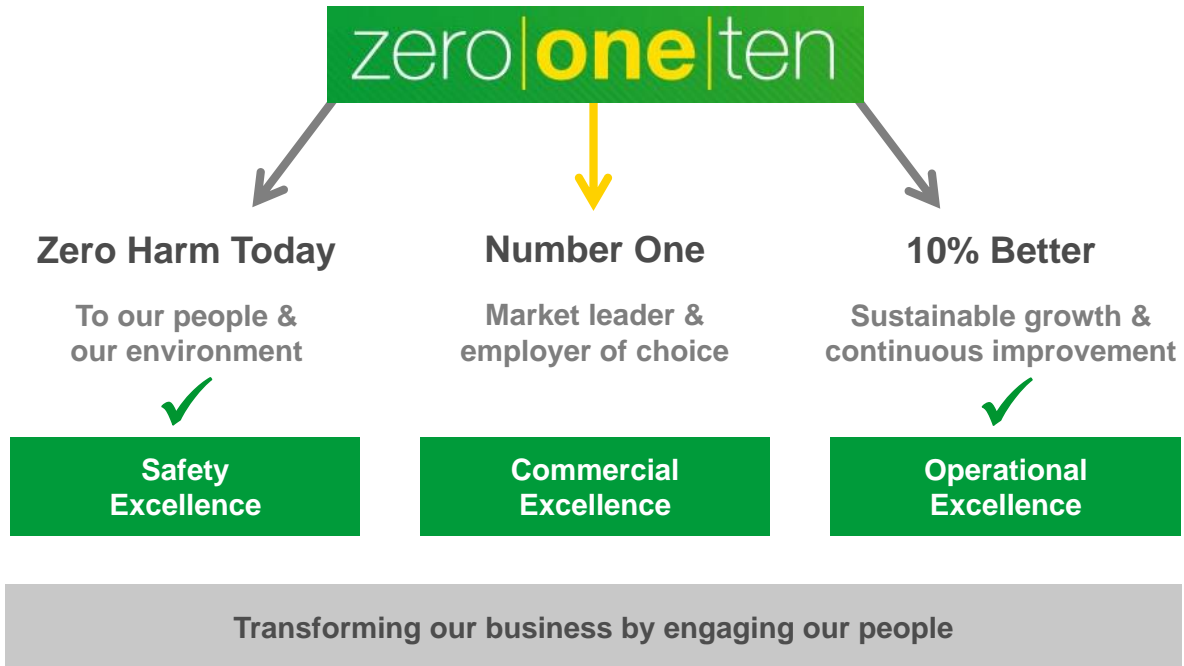 zero|one|ten
Zero Harm Today
To our people &
our environment
Safety
Excellence
Number One
Market leader &
employer of choice
Commercial
Excellence
10% Better
Sustainable growth &
continuous improvement
Operational
Excellence
Transforming our business by engaging our people